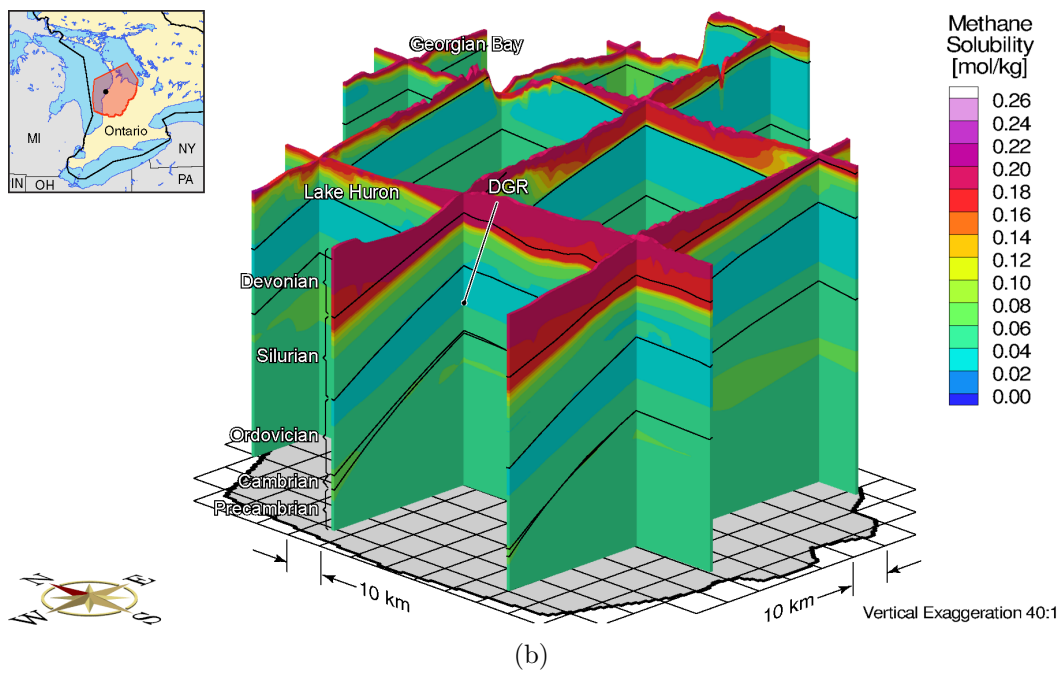 Georgian Bay
Methane
Solubility
[mol/kg]
0.26
0.24
0.22
0.20
0.18
0.16
0.14
0.12
0.10
0.08
0.06
0.04
0.02
0.00
MI
Ontario
NY
PA
IN
OH
Lake Huron
DGR
Devonian
Silurian
Ordovician
Cambrian
Precambrian
N
E
W
S
10 km
10 km
Vertical Exaggeration 40:1
(b)